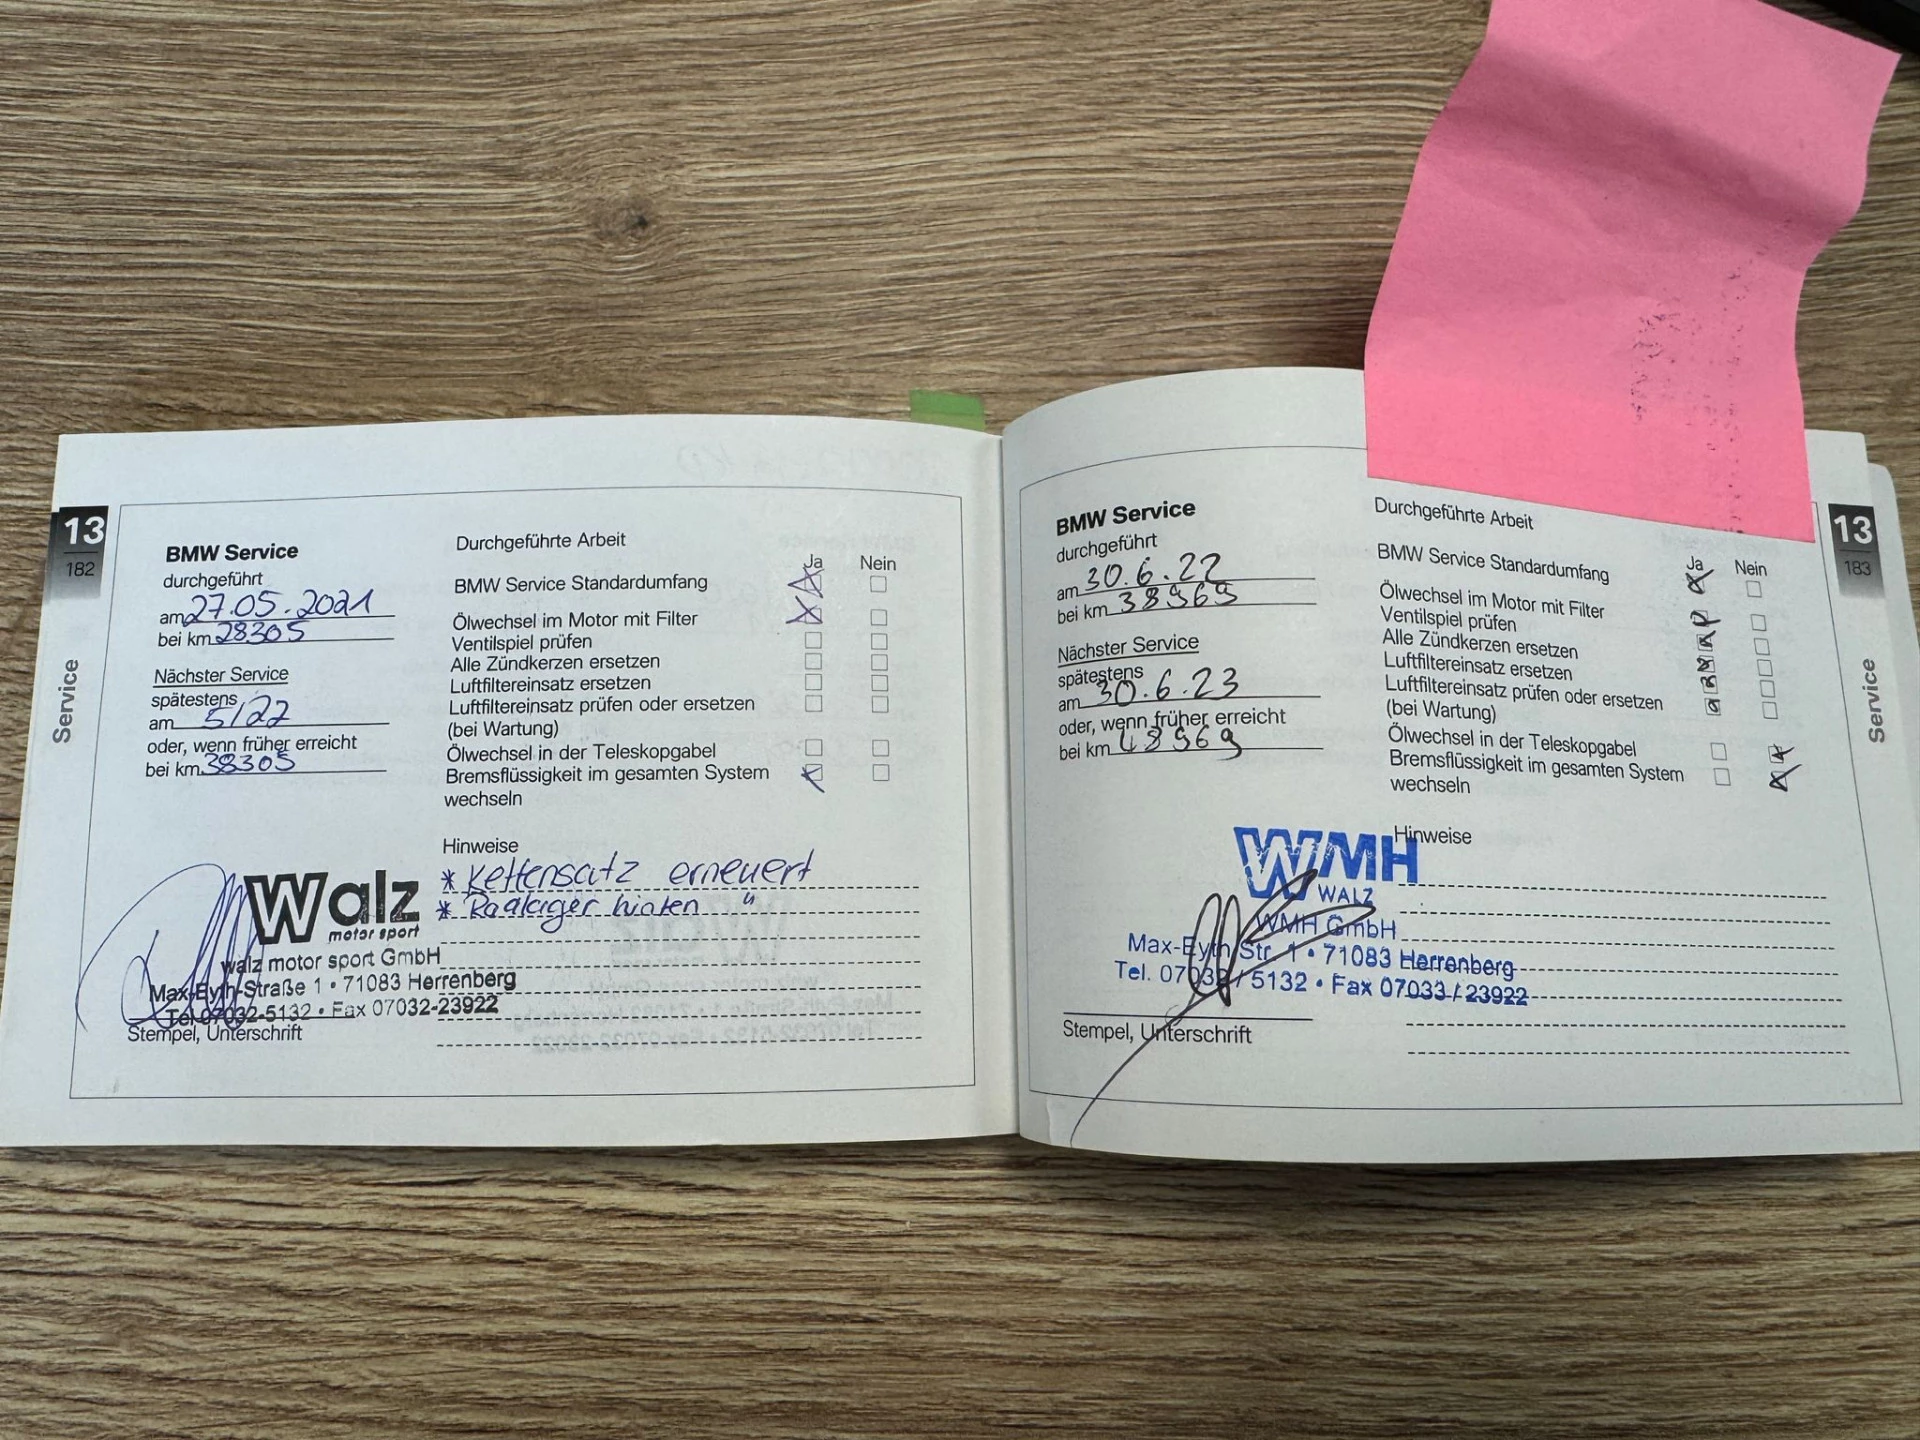 13
182
Service
BMW Service
durchgeführt
am 27.05.2021
bei km 28305
Nächster Service
spätestens
am 5/22
oder, wenn früher erreicht
bei km 38305
Durchgeführte Arbeit
Ja Nein
BMW Service Standardumfang
Ölwechsel im Motor mit Filter
Ventilspiel prüfen
Alle Zündkerzen ersetzen
Luftfiltereinsatz ersetzen
Luftfiltereinsatz prüfen oder ersetzen
(bei Wartung)
Ölwechsel in der Teleskopgabel
Bremsflüssigkeit im gesamten System
wechseln
Hinweise
* Kettensatz erneuert
* hinten "
Walz
motor sport
walz motor sport GmbH
Max-Eyth-Straße 1 • 71083 Herrenberg
Tel 07032-5132 • Fax 07032-23922
Stempel, Unterschrift
BMW Service
durchgeführt
am 30.6.22
bei km 38969
Nächster Service
spätestens
am 30.6.23
oder, wenn früher erreicht
bei km 48969
Durchgeführte Arbeit
Ja Nein
BMW Service Standardumfang
Ölwechsel im Motor mit Filter
Ventilspiel prüfen
Alle Zündkerzen ersetzen
Luftfiltereinsatz ersetzen
Luftfiltereinsatz prüfen oder ersetzen
(bei Wartung)
Ölwechsel in der Teleskopgabel
Bremsflüssigkeit im gesamten System
wechseln
Hinweise
WMH
WALZ
WMH GmbH
Max-Eyth Str. 1 • 71083 Herrenberg
Tel. 07032 / 5132 • Fax 07033 / 23922
Stempel, Unterschrift
13
183
Service